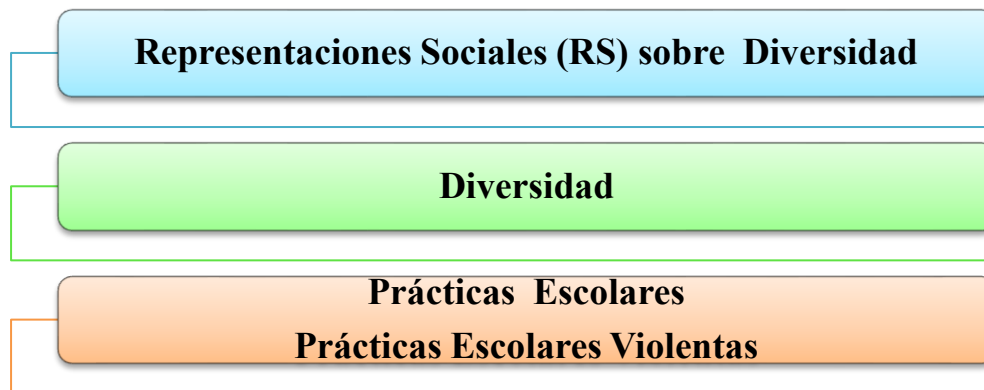 Representaciones Sociales (RS) sobre Diversidad
Diversidad
Prácticas Escolares
Prácticas Escolares Violentas